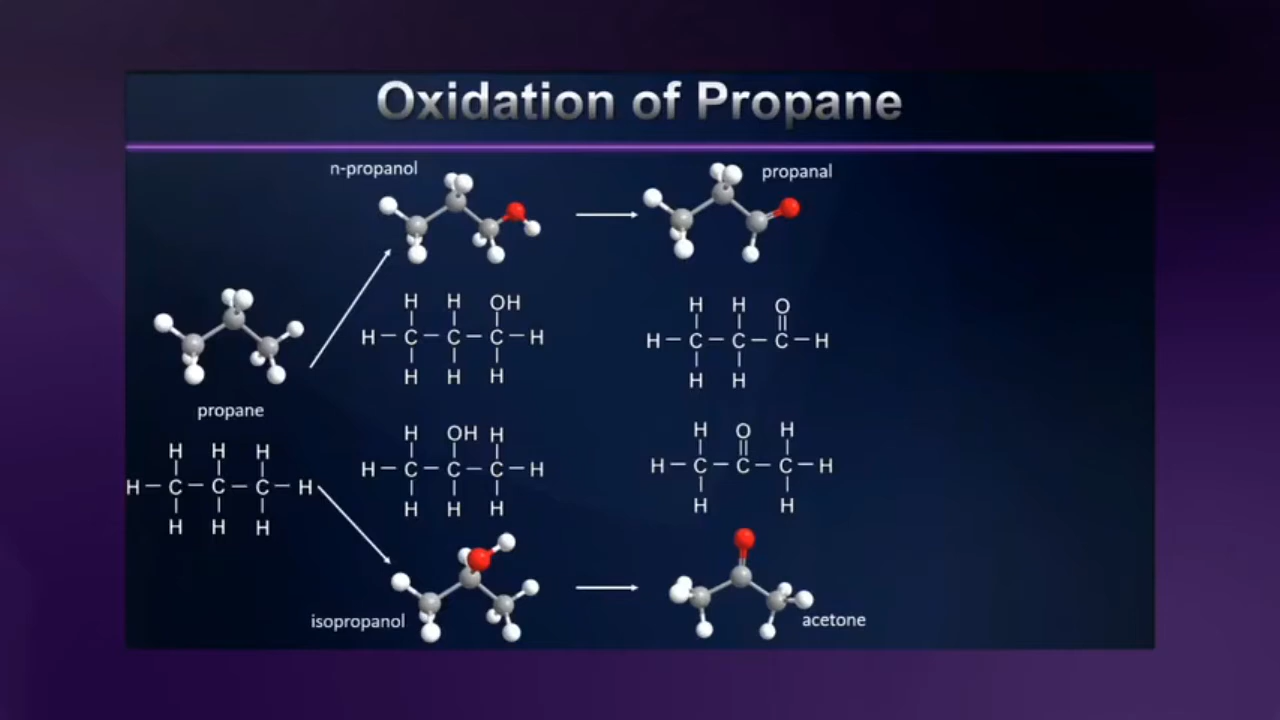 Oxidation of Propane
n-propanol
propanal
H H OH
H-C-C-C-H
H H H
H H O
H-C-C-C-H
H H
propane
H H H
H-C-C-C-H
H H H
H OH H
H-C-C-C-H
H H H
H O H
H-C-C-C-H
H H
isopropanol
acetone